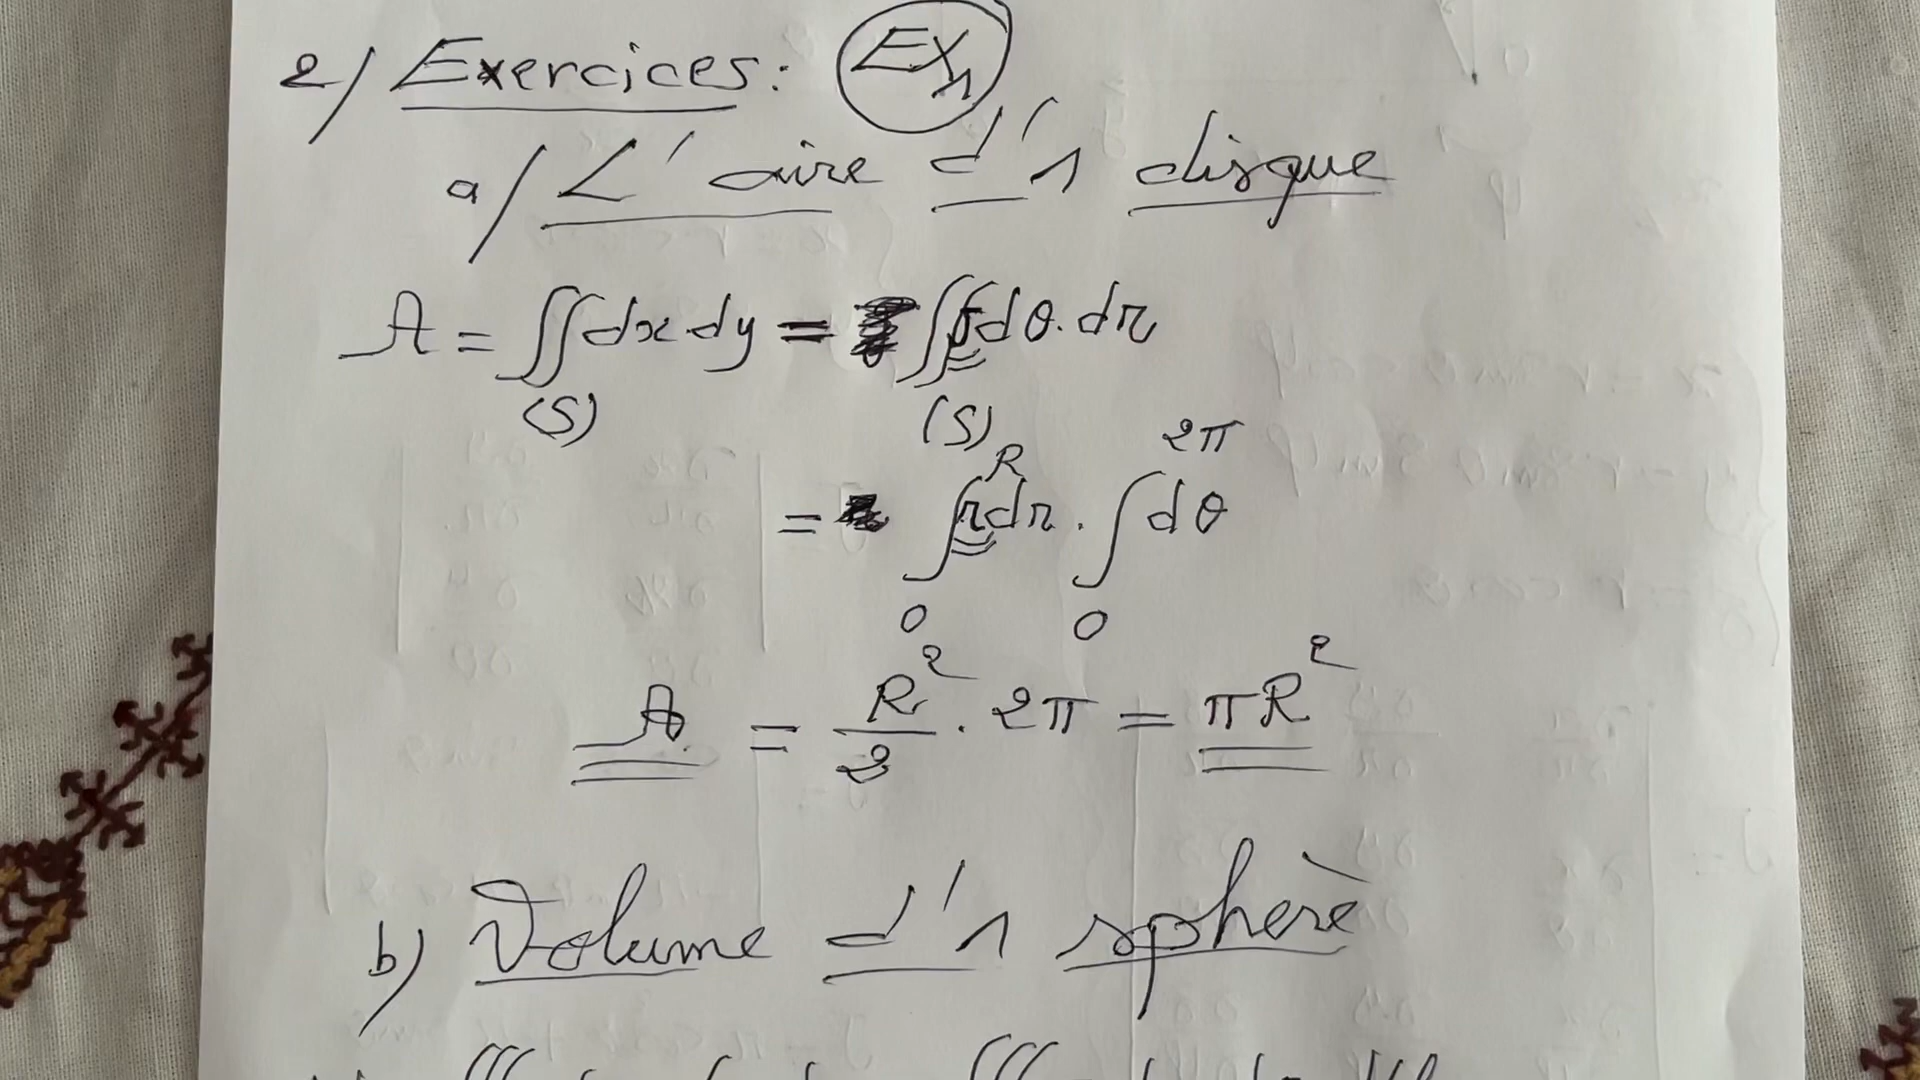 2/ Exercices: EX1
a/ L'aire d'1 disque
A = ∬(S) dx.dy = ∬(S) r dθ.dr
= ∫₀ᴿ r dr . ∫₀^2π dθ
A = R²/2 . 2π = πR²
b) Volume d'1 sphère